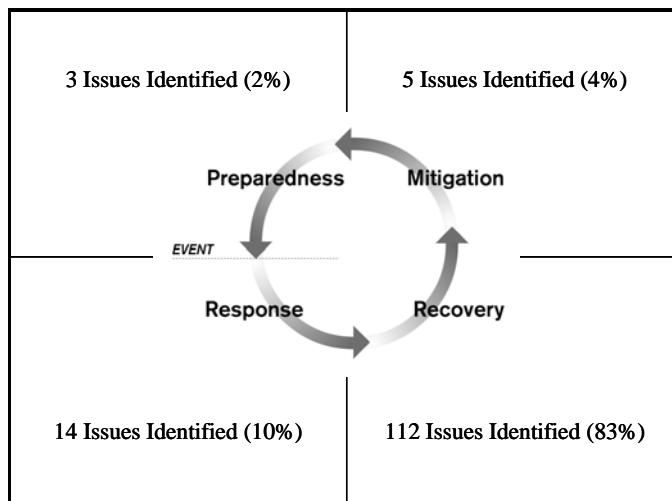 3 Issues Identified (2%)
5 Issues Identified (4%)
Preparedness
Mitigation
EVENT
Response
Recovery
14 Issues Identified (10%)
112 Issues Identified (83%)